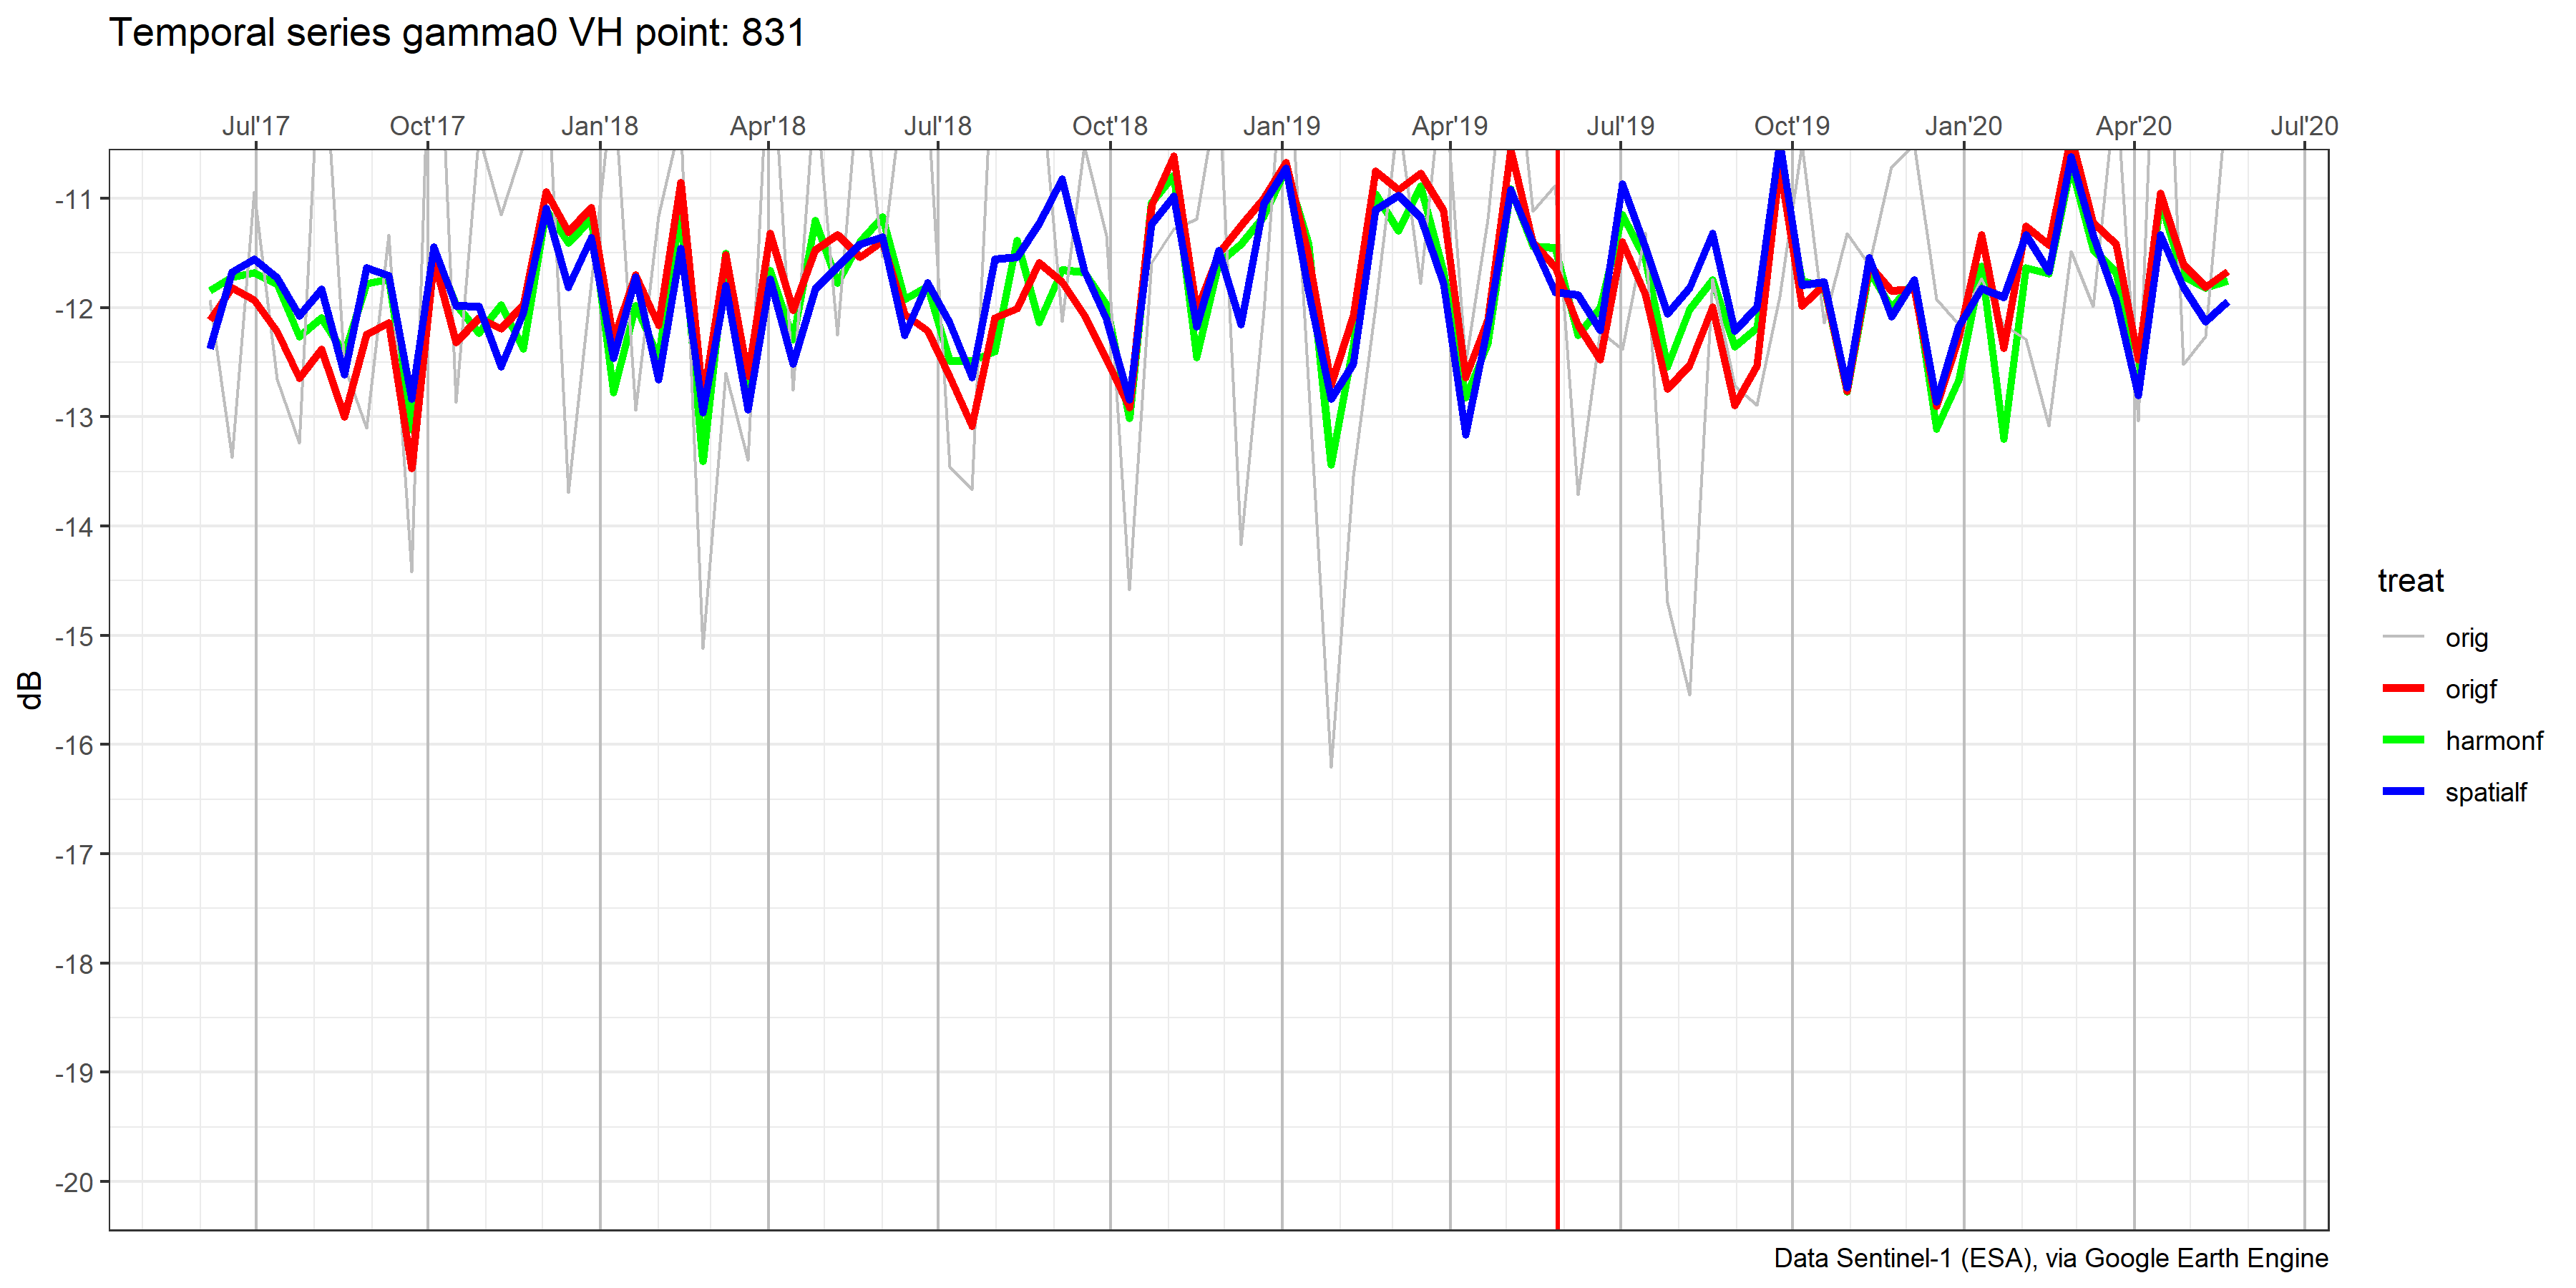 Temporal series gamma0 VH point: 831
Jul'17 Oct'17 Jan'18 Apr'18 Jul'18 Oct'18 Jan'19 Apr'19 Jul'19 Oct'19 Jan'20 Apr'20 Jul'20
-11
-12
-13
-14
-15
-16
-17
-18
-19
-20
dB
treat
orig
origf
harmonf
spatialf
Data Sentinel-1 (ESA), via Google Earth Engine